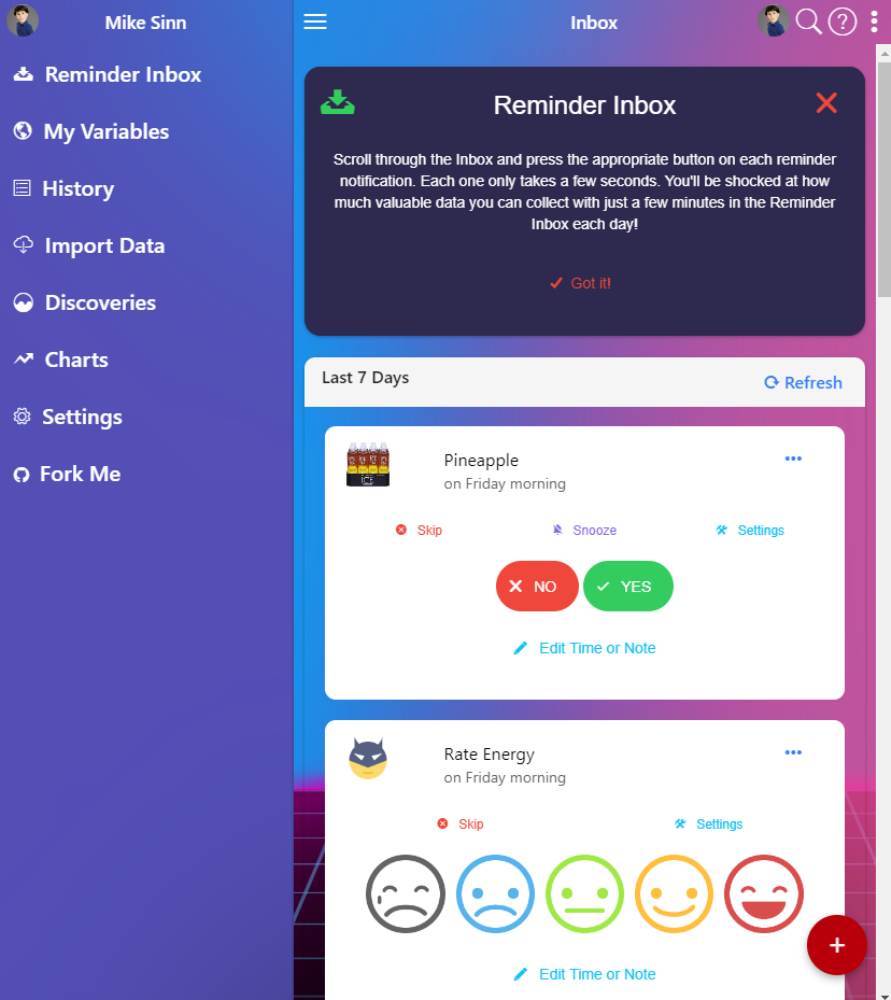 Mike Sinn
Inbox
Reminder Inbox
My Variables
History
Import Data
Discoveries
Charts
Settings
Fork Me
Reminder Inbox
Scroll through the Inbox and press the appropriate button on each reminder
notification. Each one only takes a few seconds. You'll be shocked at how
much valuable data you can collect with just a few minutes in the Reminder
Inbox each day!
Got it!
Last 7 Days
Refresh
Pineapple
on Friday morning
ICE
Skip
Snooze
Settings
NO
YES
Edit Time or Note
Rate Energy
on Friday morning
Skip
Settings
Edit Time or Note